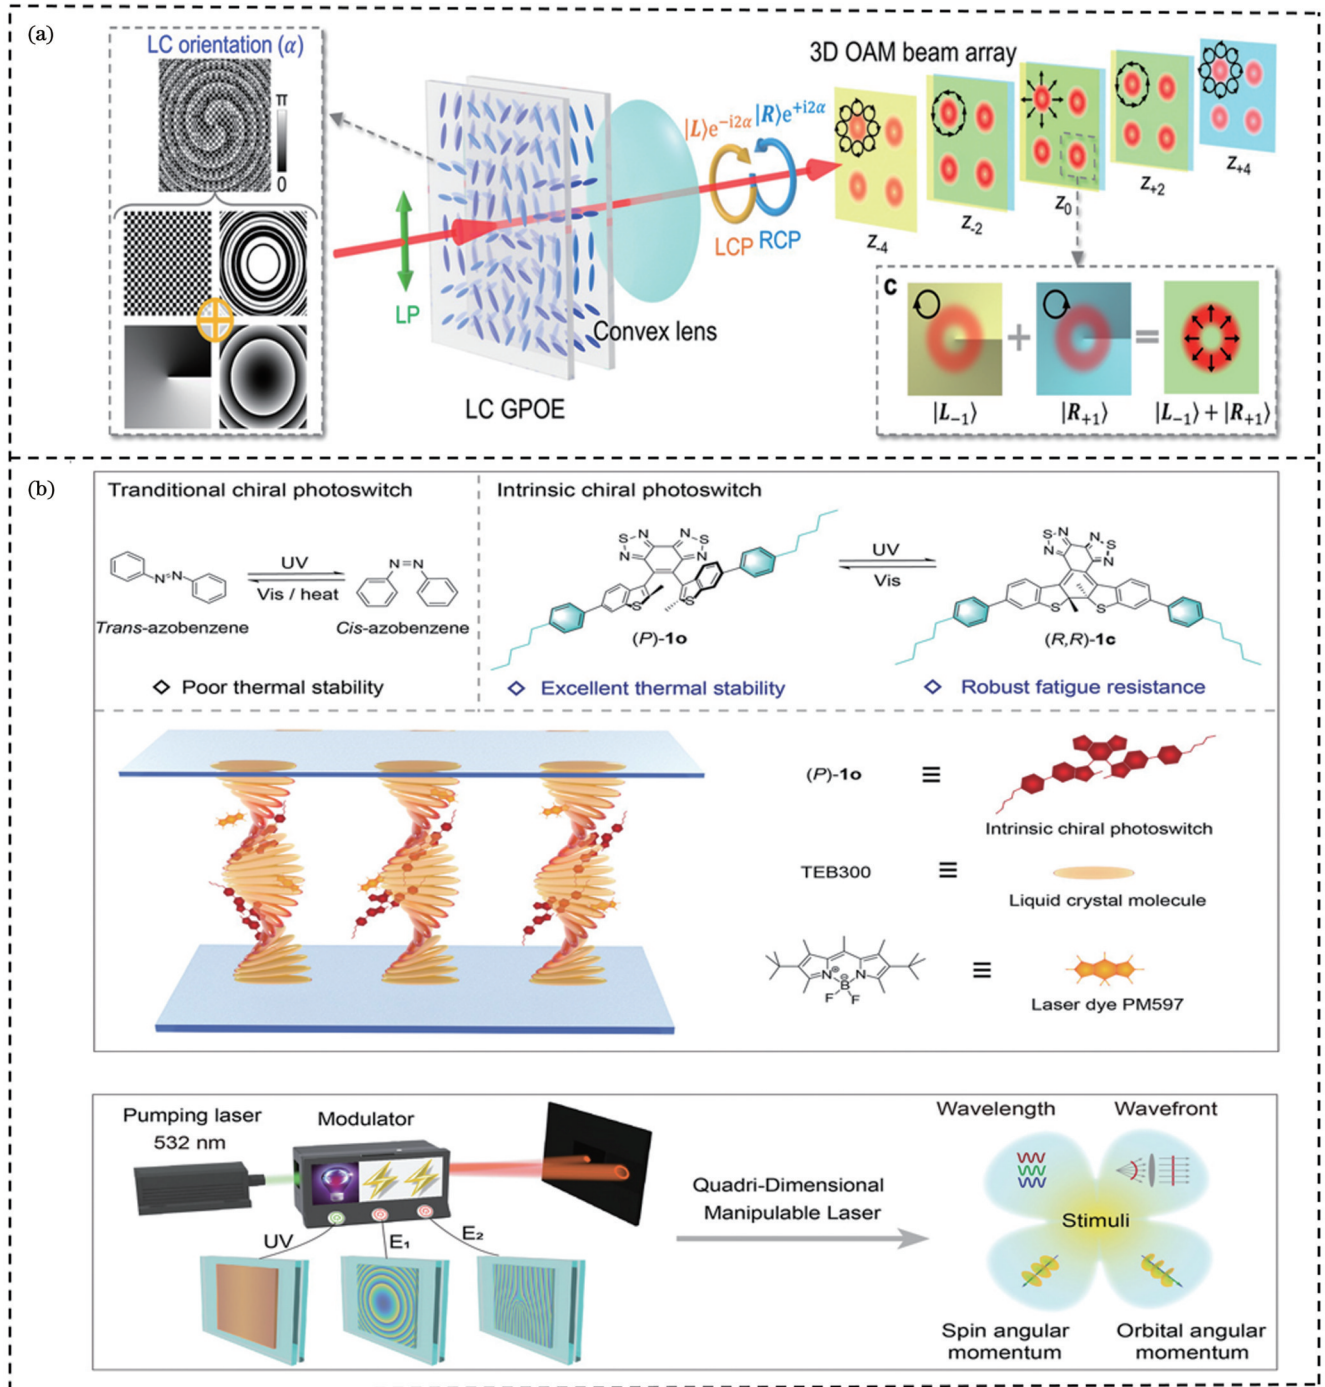 (a)
LC orientation (α)
π
0
LP
LC GPOE
Convex lens
|L⟩e⁻ⁱ²ᵅ
|R⟩e⁺ⁱ²ᵅ
LCP
RCP
3D OAM beam array
z₋₄
z₋₂
z₀
z₊₂
z₊₄
c
+
=
|L₋₁⟩
|R₊₁⟩
|L₋₁⟩ + |R₊₁⟩
(b)
Tranditional chiral photoswitch
N
N
UV
Vis / heat
N=N
Trans-azobenzene
Cis-azobenzene
Poor thermal stability
Intrinsic chiral photoswitch
N
S
N
N
S
N
S
S
(P)-1o
UV
Vis
N
S
N
N
S
N
S
S
(R,R)-1c
Excellent thermal stability
Robust fatigue resistance
(P)-1o
≡
Intrinsic chiral photoswitch
TEB300
≡
Liquid crystal molecule
N
⊕
N
B
⊖
F
F
≡
Laser dye PM597
Pumping laser
532 nm
Modulator
UV
E₁
E₂
Quadri-Dimensional
Manipulable Laser
Wavelength
Wavefront
Stimuli
Spin angular
momentum
Orbital angular
momentum